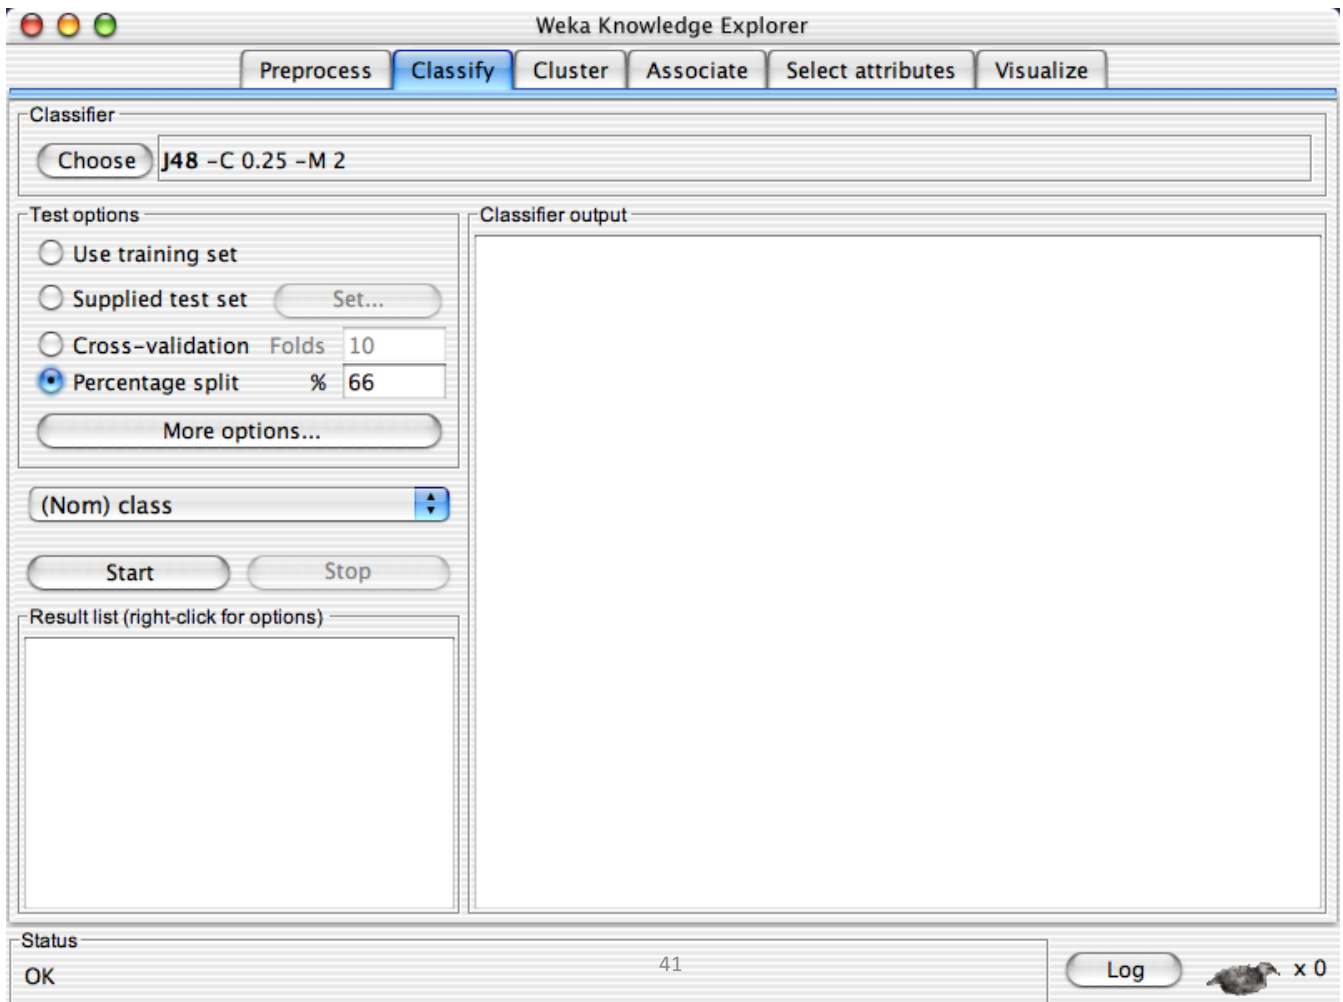 Weka Knowledge Explorer
Preprocess Classify Cluster Associate Select attributes Visualize
Classifier
Choose J48 -C 0.25 -M 2
Test options
Use training set
Supplied test set Set...
Cross-validation Folds 10
Percentage split % 66
More options...
(Nom) class
Start Stop
Result list (right-click for options)
Classifier output
Status
OK
41
Log x 0